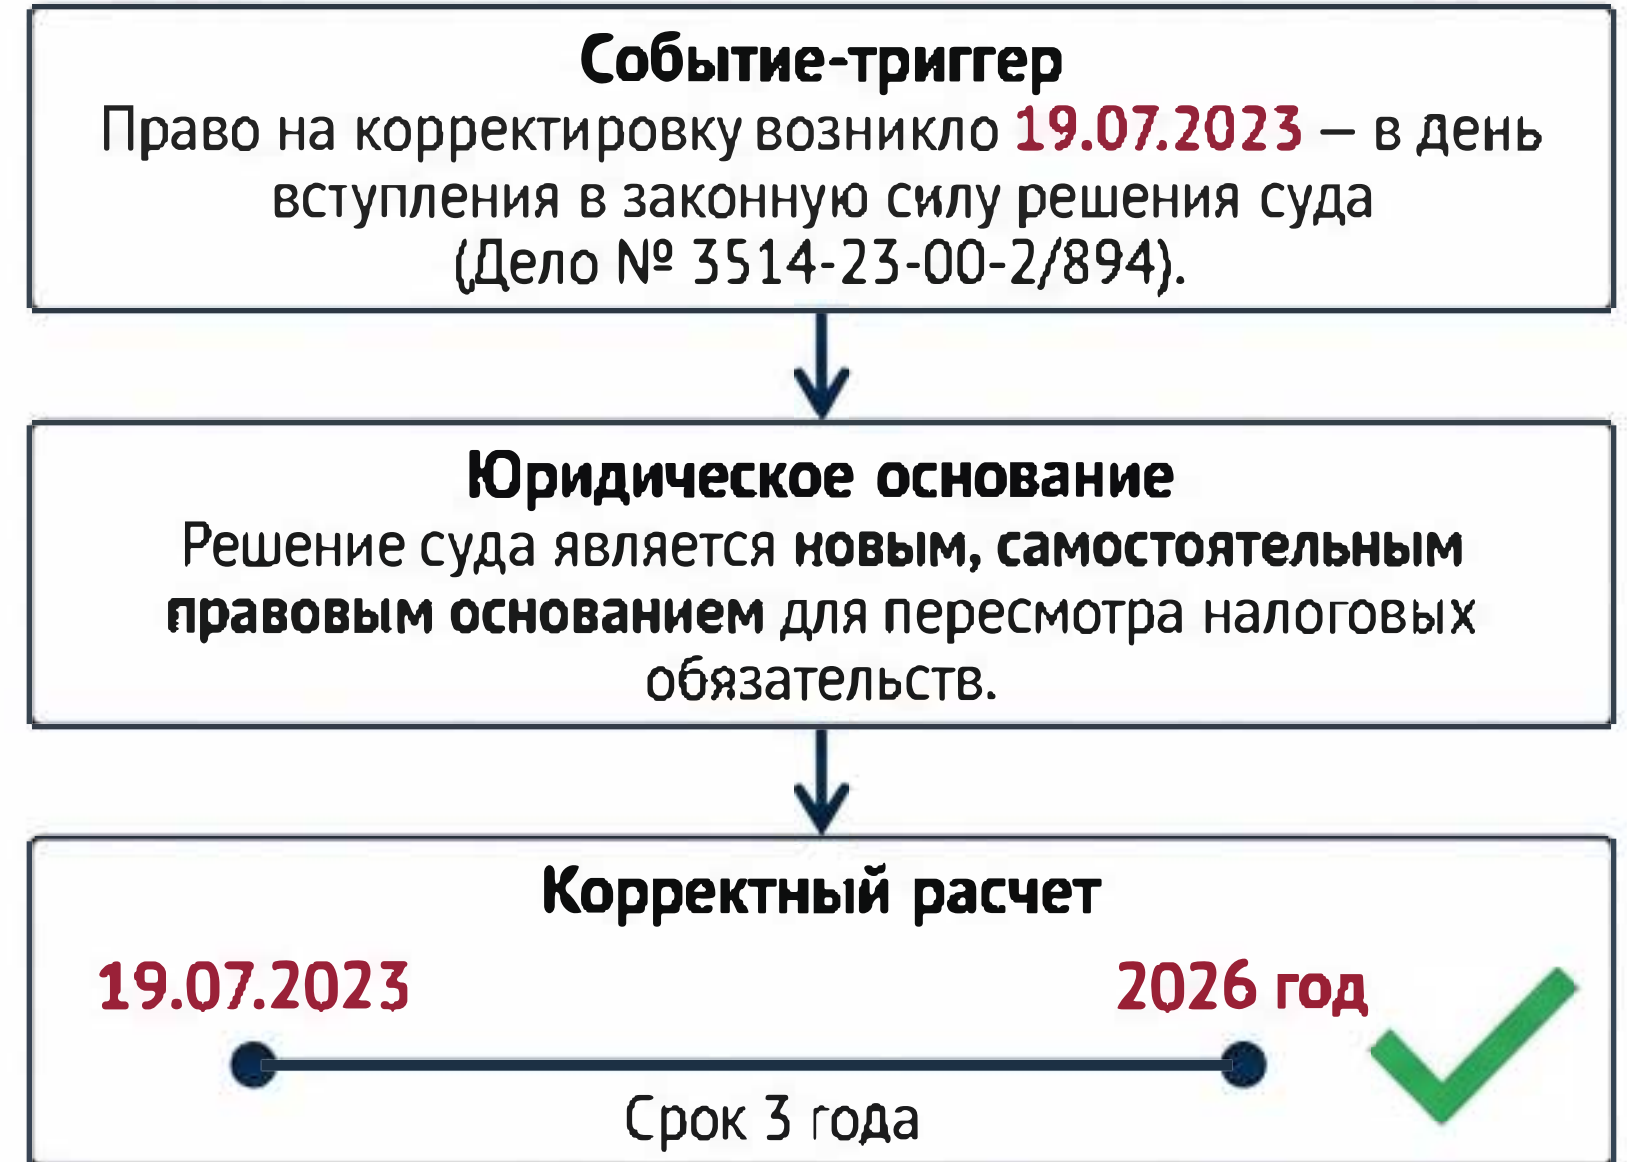 Событие-триггер
Право на корректировку возникло 19.07.2023 – в день
вступления в законную силу решения суда
(Дело № 3514-23-00-2/894).
Юридическое основание
Решение суда является новым, самостоятельным
правовым основанием для пересмотра налоговых
обязательств.
Корректный расчет
19.07.2023
2026 год
Срок 3 года